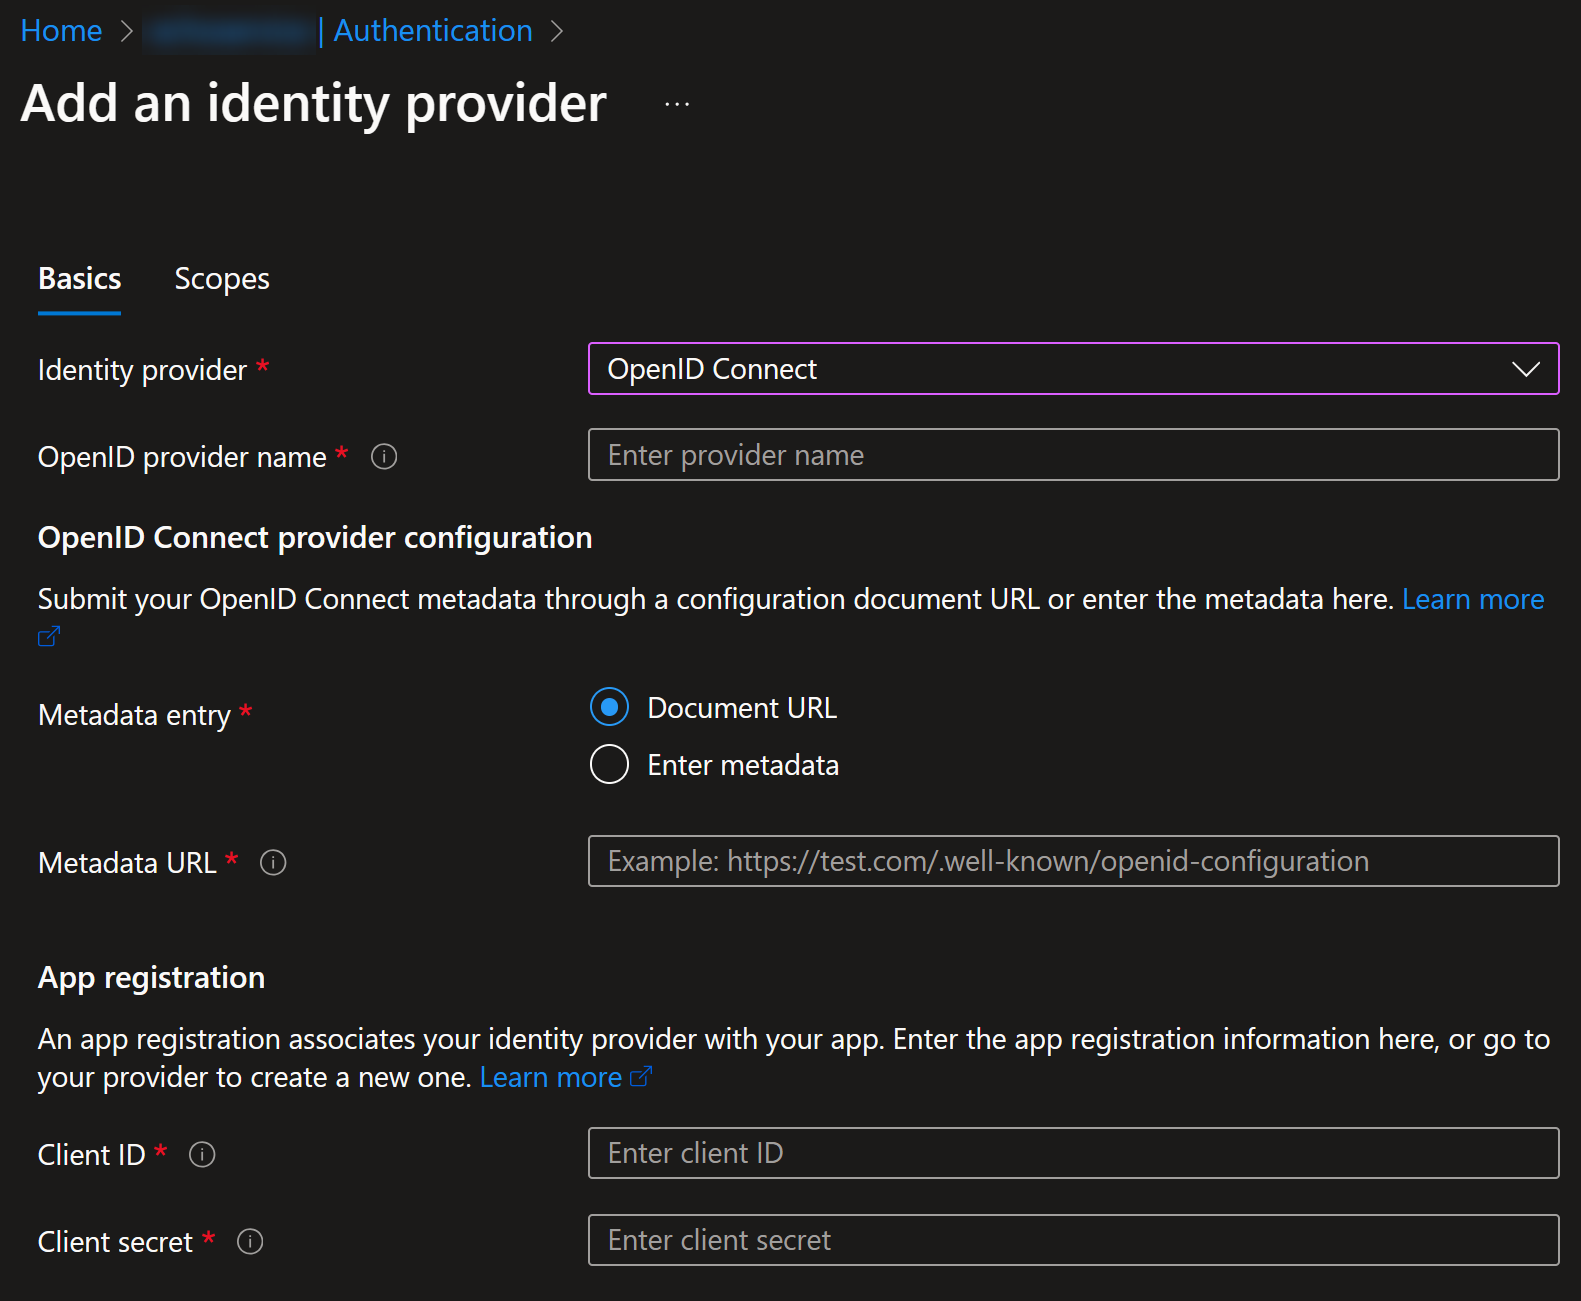 Home > | Authentication >
Add an identity provider ...
Basics Scopes
Identity provider * OpenID Connect
OpenID provider name * Enter provider name
OpenID Connect provider configuration
Submit your OpenID Connect metadata through a configuration document URL or enter the metadata here. Learn more
Metadata entry * Document URL
Enter metadata
Metadata URL * Example: https://test.com/.well-known/openid-configuration
App registration
An app registration associates your identity provider with your app. Enter the app registration information here, or go to
your provider to create a new one. Learn more
Client ID * Enter client ID
Client secret * Enter client secret